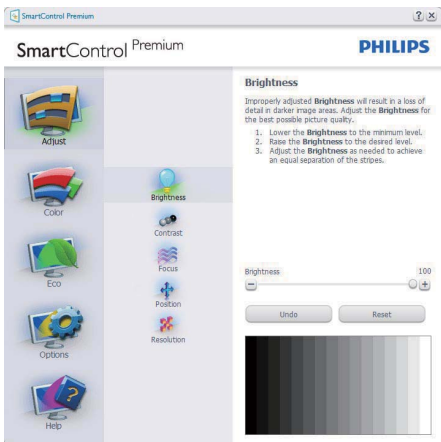 SmartControl Premium
SmartControl Premium
PHILIPS
Adjust
Color
Eco
Options
Help
Brightness
Contrast
Focus
Position
Resolution
Brightness
Improperly adjusted Brightness will result in a loss of
detail in darker image areas. Adjust the Brightness for
the best possible picture quality.
1. Lower the Brightness to the minimum level.
2. Raise the Brightness to the desired level.
3. Adjust the Brightness as needed to achieve
an equal separation of the stripes.
Brightness 100
Undo Reset